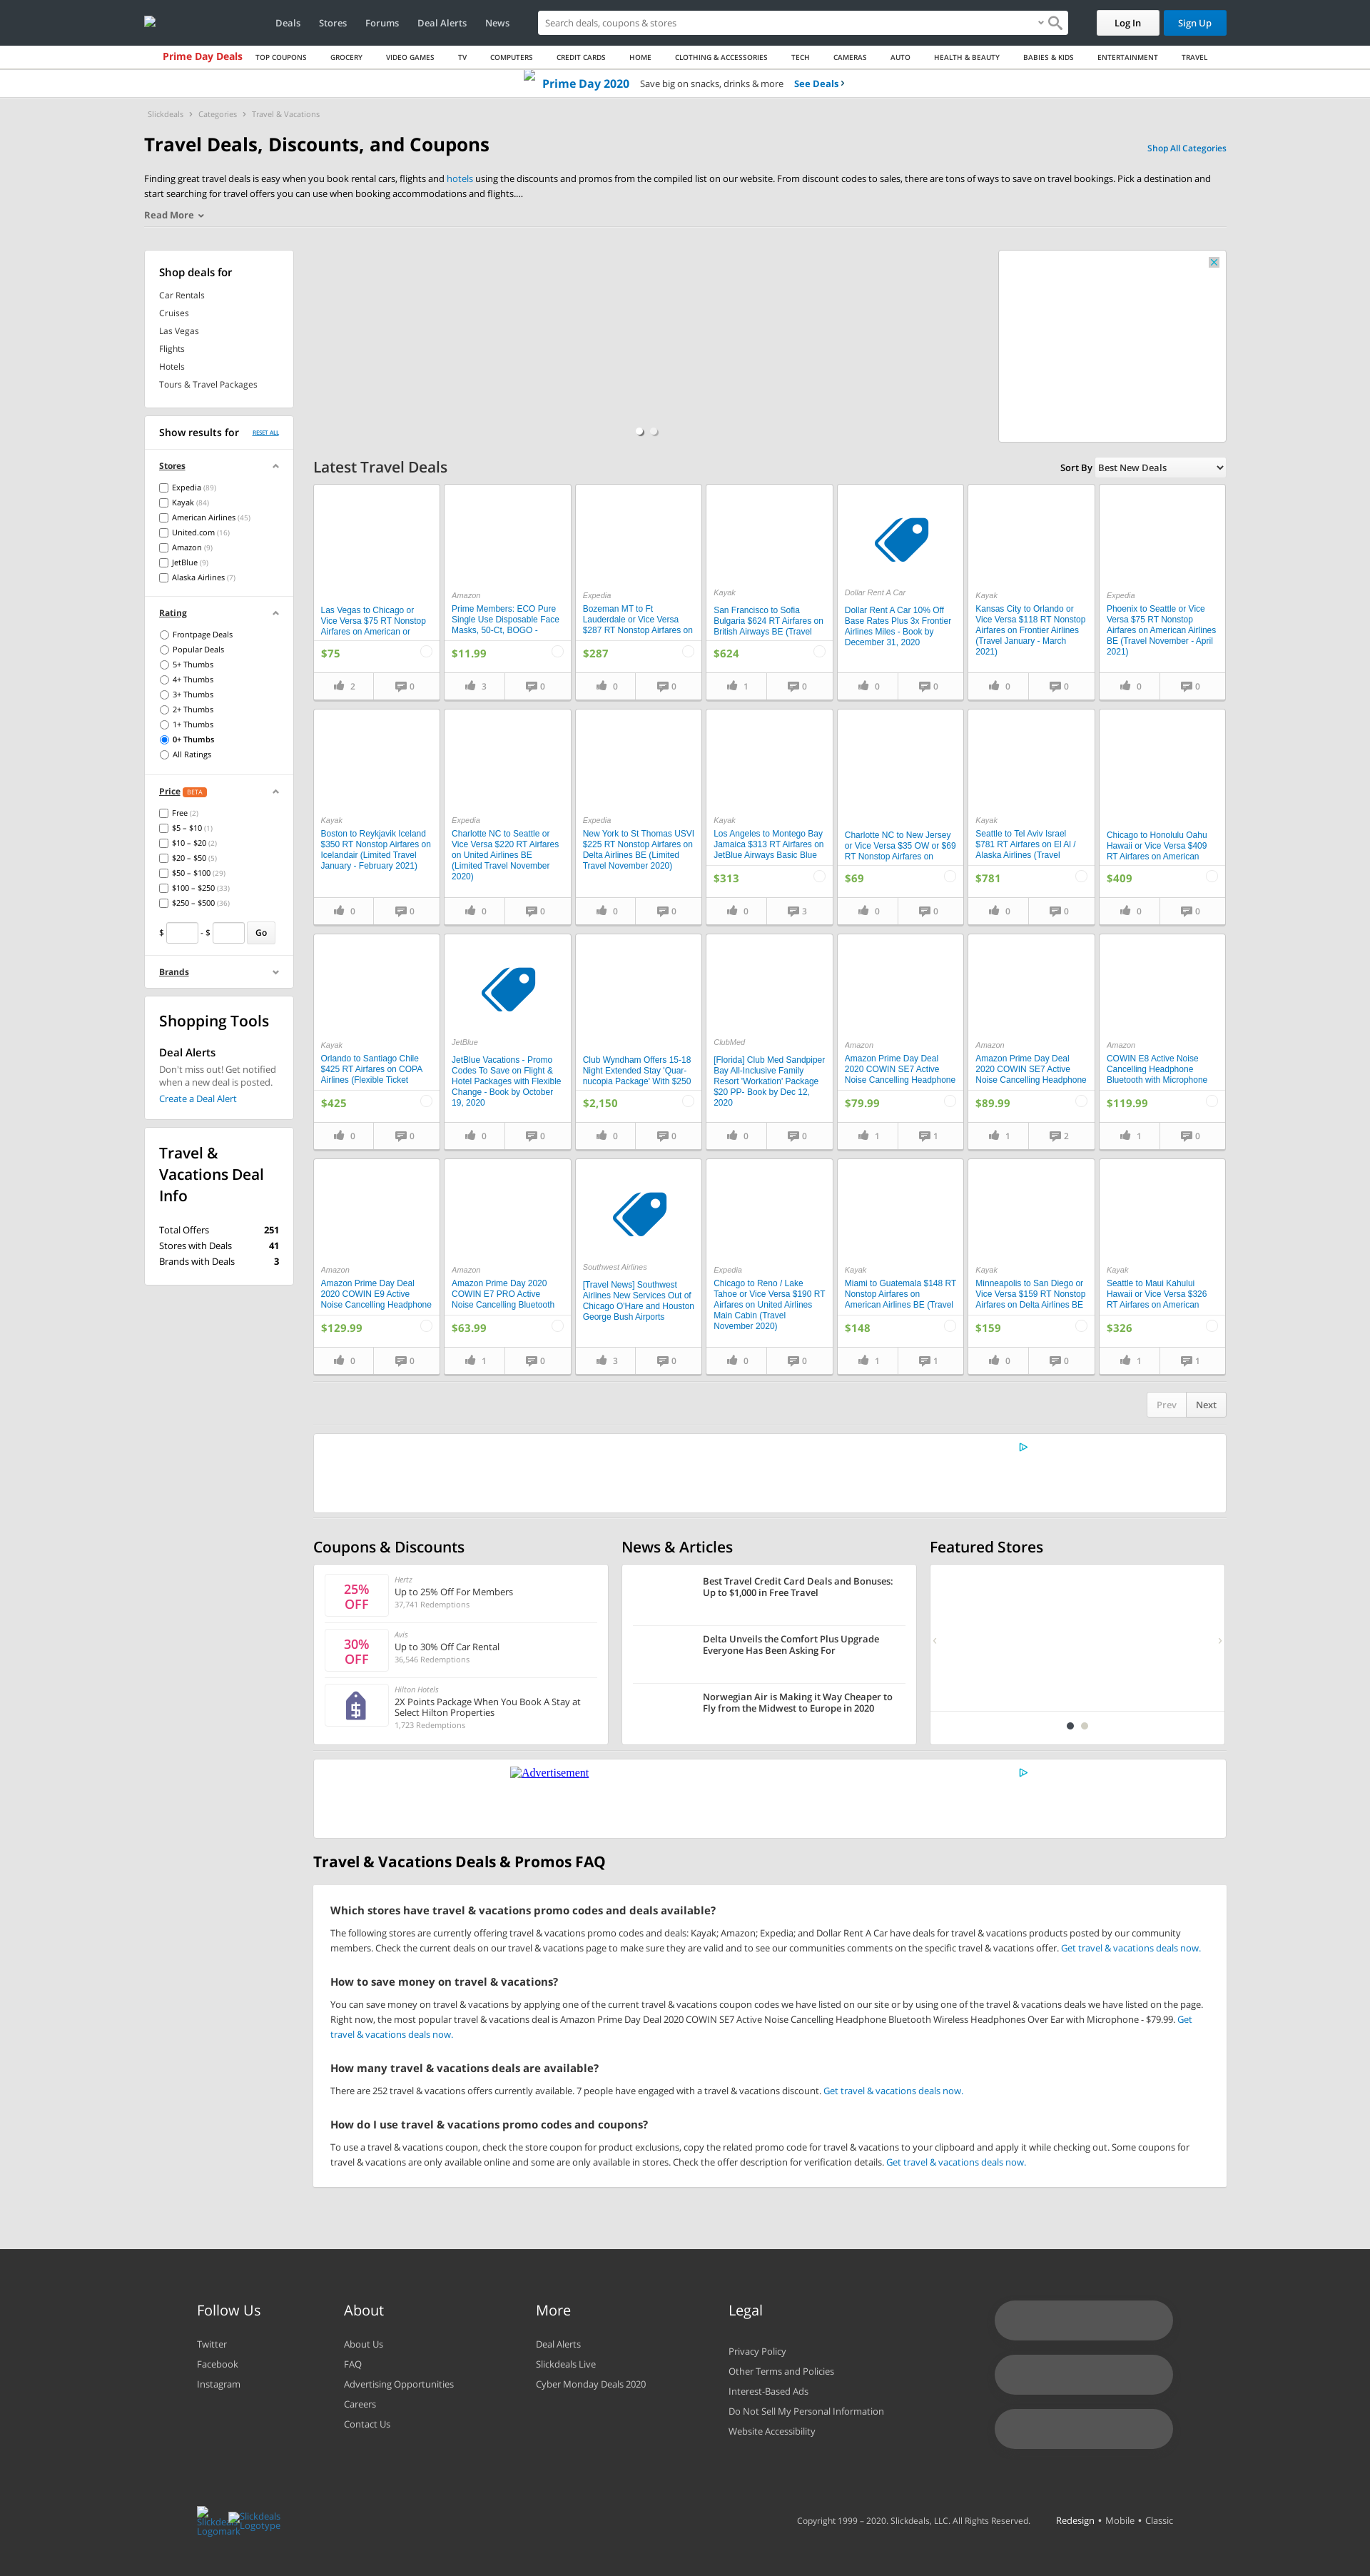 Deals
Stores
Forums
Deal Alerts
News
Search deals, coupons & stores
Log In
Sign Up
Prime Day Deals
TOP COUPONS
GROCERY
VIDEO GAMES
TV
COMPUTERS
CREDIT CARDS
HOME
CLOTHING & ACCESSORIES
TECH
CAMERAS
AUTO
HEALTH & BEAUTY
BABIES & KIDS
ENTERTAINMENT
TRAVEL
Prime Day 2020 Save big on snacks, drinks & more See Deals ›
Slickdeals › Categories › Travel & Vacations
Travel Deals, Discounts, and Coupons
Shop All Categories
Finding great travel deals is easy when you book rental cars, flights and hotels using the discounts and promos from the compiled list on our website. From discount codes to sales, there are tons of ways to save on travel bookings. Pick a destination and
start searching for travel offers you can use when booking accommodations and flights....
Read More
Shop deals for
Car Rentals
Cruises
Las Vegas
Flights
Hotels
Tours & Travel Packages
Show results for
RESET ALL
Stores
Expedia (89)
Kayak (84)
American Airlines (45)
United.com (16)
Amazon (9)
JetBlue (9)
Alaska Airlines (7)
Rating
Frontpage Deals
Popular Deals
5+ Thumbs
4+ Thumbs
3+ Thumbs
2+ Thumbs
1+ Thumbs
0+ Thumbs
All Ratings
Price BETA
Free (2)
$5 – $10 (1)
$10 – $20 (2)
$20 – $50 (5)
$50 – $100 (29)
$100 – $250 (33)
$250 – $500 (36)
$ - $ Go
Brands
Shopping Tools
Deal Alerts
Don't miss out! Get notified
when a new deal is posted.
Create a Deal Alert
Travel &
Vacations Deal
Info
Total Offers 251
Stores with Deals 41
Brands with Deals 3
Latest Travel Deals
Sort By Best New Deals
Las Vegas to Chicago or
Vice Versa $75 RT Nonstop
Airfares on American or
$75
2
0
Amazon
Prime Members: ECO Pure
Single Use Disposable Face
Masks, 50-Ct, BOGO -
$11.99
3
0
Expedia
Bozeman MT to Ft
Lauderdale or Vice Versa
$287 RT Nonstop Airfares on
$287
0
0
Kayak
San Francisco to Sofia
Bulgaria $624 RT Airfares on
British Airways BE (Travel
$624
1
0
Dollar Rent A Car
Dollar Rent A Car 10% Off
Base Rates Plus 3x Frontier
Airlines Miles - Book by
December 31, 2020
0
0
Kayak
Kansas City to Orlando or
Vice Versa $118 RT Nonstop
Airfares on Frontier Airlines
(Travel January - March
2021)
0
0
Expedia
Phoenix to Seattle or Vice
Versa $75 RT Nonstop
Airfares on American Airlines
BE (Travel November - April
2021)
0
0
Kayak
Boston to Reykjavik Iceland
$350 RT Nonstop Airfares on
Icelandair (Limited Travel
January - February 2021)
0
0
Expedia
Charlotte NC to Seattle or
Vice Versa $220 RT Airfares
on United Airlines BE
(Limited Travel November
2020)
0
0
Expedia
New York to St Thomas USVI
$225 RT Nonstop Airfares on
Delta Airlines BE (Limited
Travel November 2020)
0
0
Kayak
Los Angeles to Montego Bay
Jamaica $313 RT Airfares on
JetBlue Airways Basic Blue
$313
0
3
Charlotte NC to New Jersey
or Vice Versa $35 OW or $69
RT Nonstop Airfares on
$69
0
0
Kayak
Seattle to Tel Aviv Israel
$781 RT Airfares on El Al /
Alaska Airlines (Travel
$781
0
0
Chicago to Honolulu Oahu
Hawaii or Vice Versa $409
RT Airfares on American
$409
0
0
Kayak
Orlando to Santiago Chile
$425 RT Airfares on COPA
Airlines (Flexible Ticket
$425
0
0
JetBlue
JetBlue Vacations - Promo
Codes To Save on Flight &
Hotel Packages with Flexible
Change - Book by October
19, 2020
0
0
Club Wyndham Offers 15-18
Night Extended Stay 'Quar-
nucopia Package' With $250
$2,150
0
0
ClubMed
[Florida] Club Med Sandpiper
Bay All-Inclusive Family
Resort 'Workation' Package
$20 PP- Book by Dec 12,
2020
0
0
Amazon
Amazon Prime Day Deal
2020 COWIN SE7 Active
Noise Cancelling Headphone
$79.99
1
1
Amazon
Amazon Prime Day Deal
2020 COWIN SE7 Active
Noise Cancelling Headphone
$89.99
1
2
Amazon
COWIN E8 Active Noise
Cancelling Headphone
Bluetooth with Microphone
$119.99
1
0
Amazon
Amazon Prime Day Deal
2020 COWIN E9 Active
Noise Cancelling Headphone
$129.99
0
0
Amazon
Amazon Prime Day 2020
COWIN E7 PRO Active
Noise Cancelling Bluetooth
$63.99
1
0
Southwest Airlines
[Travel News] Southwest
Airlines New Services Out of
Chicago O'Hare and Houston
George Bush Airports
3
0
Expedia
Chicago to Reno / Lake
Tahoe or Vice Versa $190 RT
Airfares on United Airlines
Main Cabin (Travel
November 2020)
0
0
Kayak
Miami to Guatemala $148 RT
Nonstop Airfares on
American Airlines BE (Travel
$148
1
1
Kayak
Minneapolis to San Diego or
Vice Versa $159 RT Nonstop
Airfares on Delta Airlines BE
$159
0
0
Kayak
Seattle to Maui Kahului
Hawaii or Vice Versa $326
RT Airfares on American
$326
1
1
Prev
Next
Coupons & Discounts
25%
OFF
Hertz
Up to 25% Off For Members
37,741 Redemptions
30%
OFF
Avis
Up to 30% Off Car Rental
36,546 Redemptions
Hilton Hotels
2X Points Package When You Book A Stay at
Select Hilton Properties
1,723 Redemptions
News & Articles
Best Travel Credit Card Deals and Bonuses:
Up to $1,000 in Free Travel
Delta Unveils the Comfort Plus Upgrade
Everyone Has Been Asking For
Norwegian Air is Making it Way Cheaper to
Fly from the Midwest to Europe in 2020
Featured Stores
Advertisement
Travel & Vacations Deals & Promos FAQ
Which stores have travel & vacations promo codes and deals available?
The following stores are currently offering travel & vacations promo codes and deals: Kayak; Amazon; Expedia; and Dollar Rent A Car have deals for travel & vacations products posted by our community
members. Check the current deals on our travel & vacations page to make sure they are valid and to see our communities comments on the specific travel & vacations offer. Get travel & vacations deals now.
How to save money on travel & vacations?
You can save money on travel & vacations by applying one of the current travel & vacations coupon codes we have listed on our site or by using one of the travel & vacations deals we have listed on the page.
Right now, the most popular travel & vacations deal is Amazon Prime Day Deal 2020 COWIN SE7 Active Noise Cancelling Headphone Bluetooth Wireless Headphones Over Ear with Microphone - $79.99. Get
travel & vacations deals now.
How many travel & vacations deals are available?
There are 252 travel & vacations offers currently available. 7 people have engaged with a travel & vacations discount. Get travel & vacations deals now.
How do I use travel & vacations promo codes and coupons?
To use a travel & vacations coupon, check the store coupon for product exclusions, copy the related promo code for travel & vacations to your clipboard and apply it while checking out. Some coupons for
travel & vacations are only available online and some are only available in stores. Check the offer description for verification details. Get travel & vacations deals now.
Follow Us
Twitter
Facebook
Instagram
About
About Us
FAQ
Advertising Opportunities
Careers
Contact Us
More
Deal Alerts
Slickdeals Live
Cyber Monday Deals 2020
Legal
Privacy Policy
Other Terms and Policies
Interest-Based Ads
Do Not Sell My Personal Information
Website Accessibility
Slickdeals
Logomark
Slickdeals
Logotype
Copyright 1999 – 2020. Slickdeals, LLC. All Rights Reserved.
Redesign • Mobile • Classic